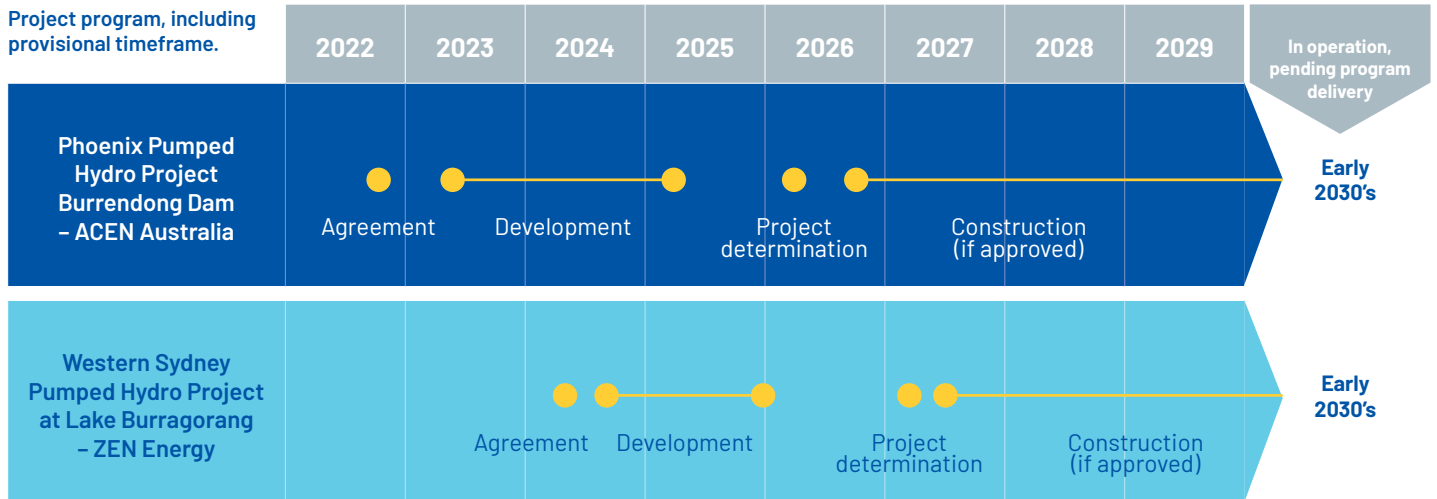 Project program, including
provisional timeframe.
2022 2023 2024 2025 2026 2027 2028 2029
In operation,
pending program
delivery
Phoenix Pumped
Hydro Project
Burrendong Dam
– ACEN Australia
Agreement Development Project
determination Construction
(if approved)
Early
2030’s
Western Sydney
Pumped Hydro Project
at Lake Burragorang
– ZEN Energy
Agreement Development Project
determination Construction
(if approved)
Early
2030’s